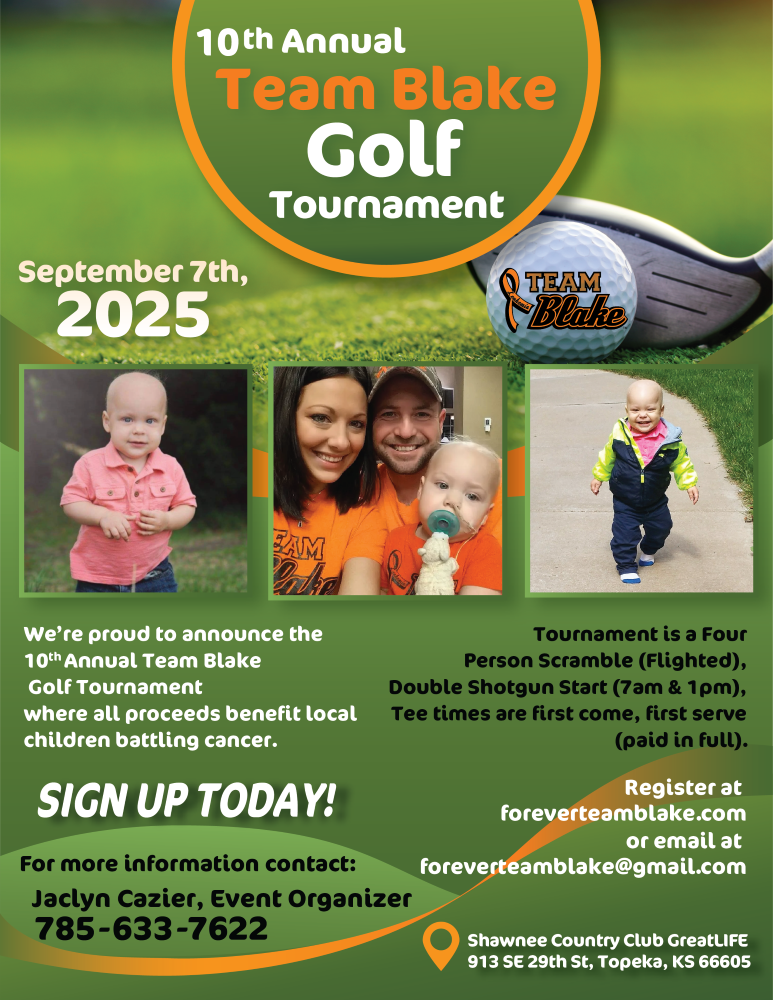 10th Annual
Team Blake
Golf
Tournament
September 7th,
2025
TEAM
Blake
EAM
We're proud to announce the
10th Annual Team Blake
Golf Tournament
where all proceeds benefit local
children battling cancer.
Tournament is a Four
Person Scramble (Flighted),
Double Shotgun Start (7am & 1pm),
Tee times are first come, first serve
(paid in full).
SIGN UP TODAY!
Register at
foreverteamblake.com
or email at
foreverteamblake@gmail.com
For more information contact:
Jaclyn Cazier, Event Organizer
785-633-7622
Shawnee Country Club GreatLIFE
913 SE 29th St, Topeka, KS 66605